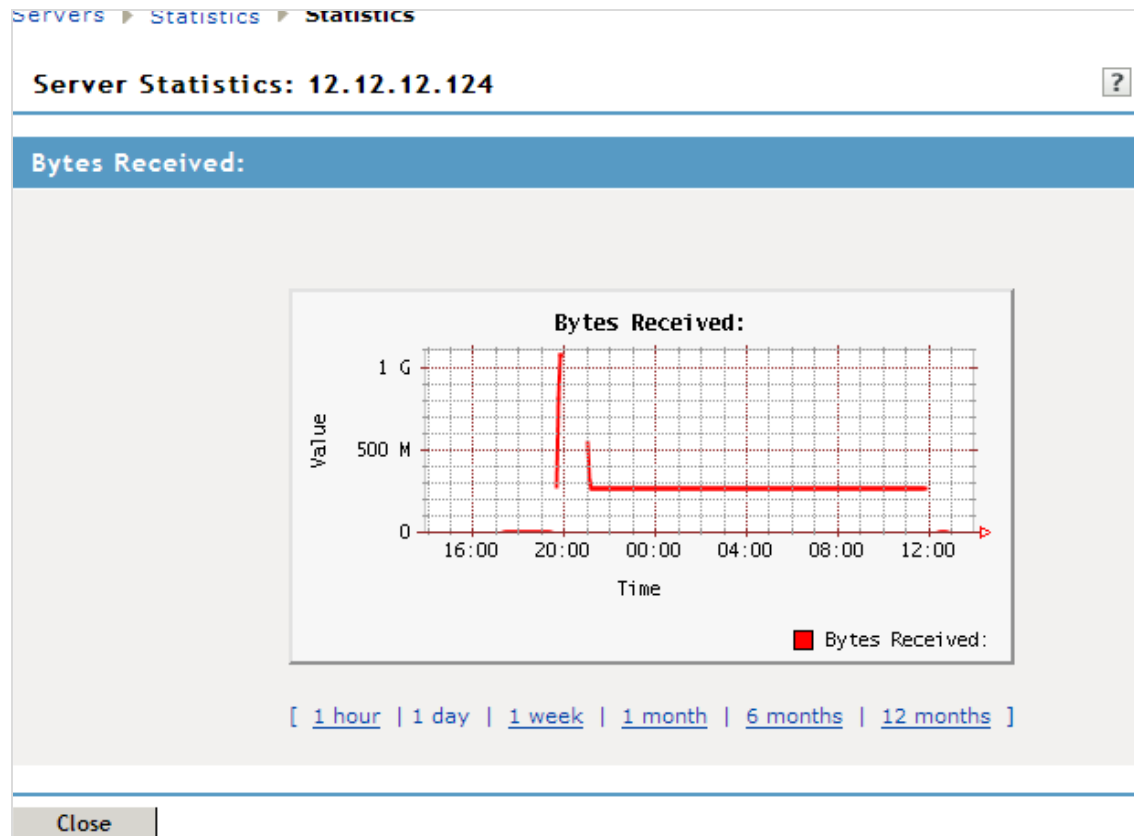 Servers Statistics Statistics
Server Statistics: 12.12.12.124 ?
Bytes Received:
Bytes Received:
1 G
500 M
0
Value
16:00 20:00 00:00 04:00 08:00 12:00
Time
Bytes Received:
[ 1 hour | 1 day | 1 week | 1 month | 6 months | 12 months ]
Close